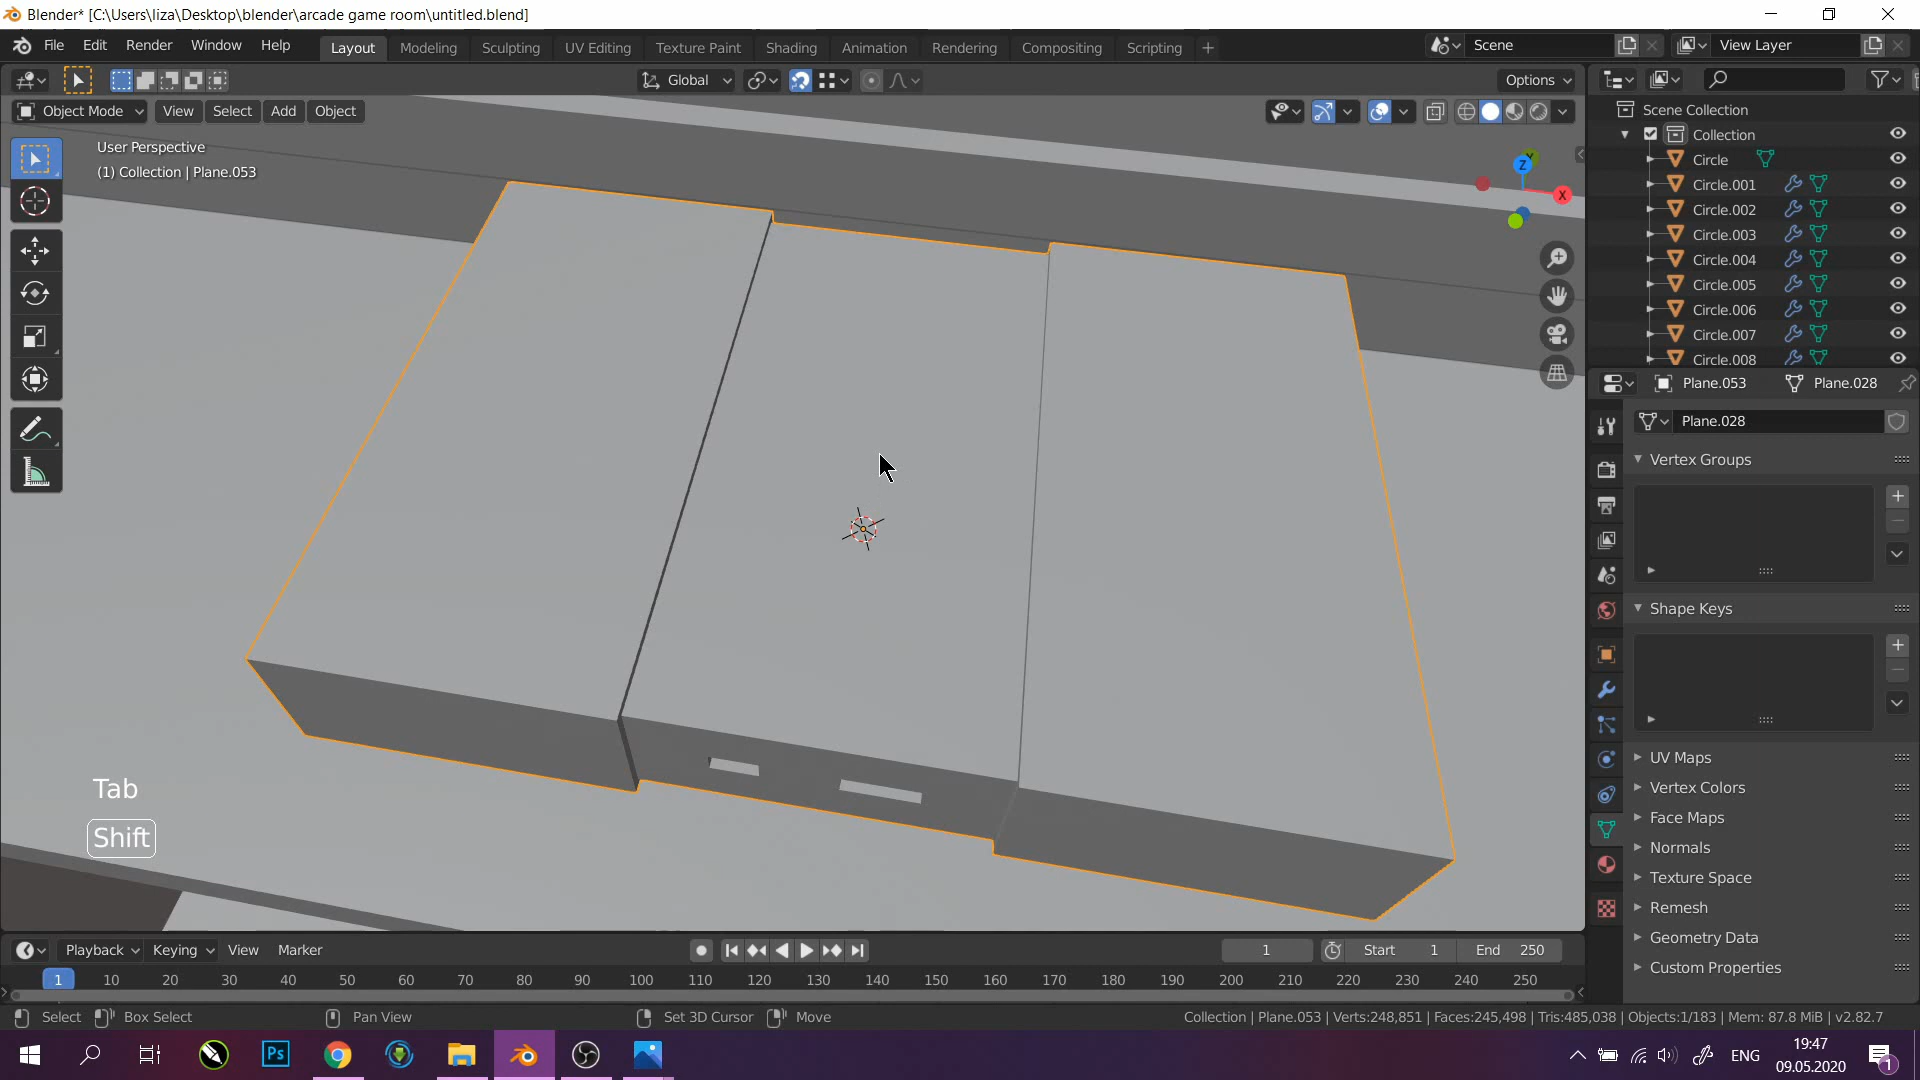 Blender* [C:\Users\liza\Desktop\blender\arcade game room\untitled.blend]
File Edit Render Window Help Layout Modeling Sculpting UV Editing Texture Paint Shading Animation Rendering Compositing Scripting + Scene View Layer
Global Options
Object Mode View Select Add Object
User Perspective
(1) Collection | Plane.053
Y
Z
X
Scene Collection
Collection
Circle
Circle.001
Circle.002
Circle.003
Circle.004
Circle.005
Circle.006
Circle.007
Circle.008
Plane.053 Plane.028
Plane.028
Vertex Groups
Shape Keys
UV Maps
Vertex Colors
Face Maps
Normals
Texture Space
Remesh
Geometry Data
Custom Properties
Tab
Shift
Playback Keying View Marker 1 Start 1 End 250
1 10 20 30 40 50 60 70 80 90 100 110 120 130 140 150 160 170 180 190 200 210 220 230 240 250
Select Box Select Pan View Set 3D Cursor Move Collection | Plane.053 | Verts:248,851 | Faces:245,498 | Tris:485,038 | Objects:1/183 | Mem: 87.8 MiB | v2.82.7
Ps
ENG
19:47
09.05.2020
1